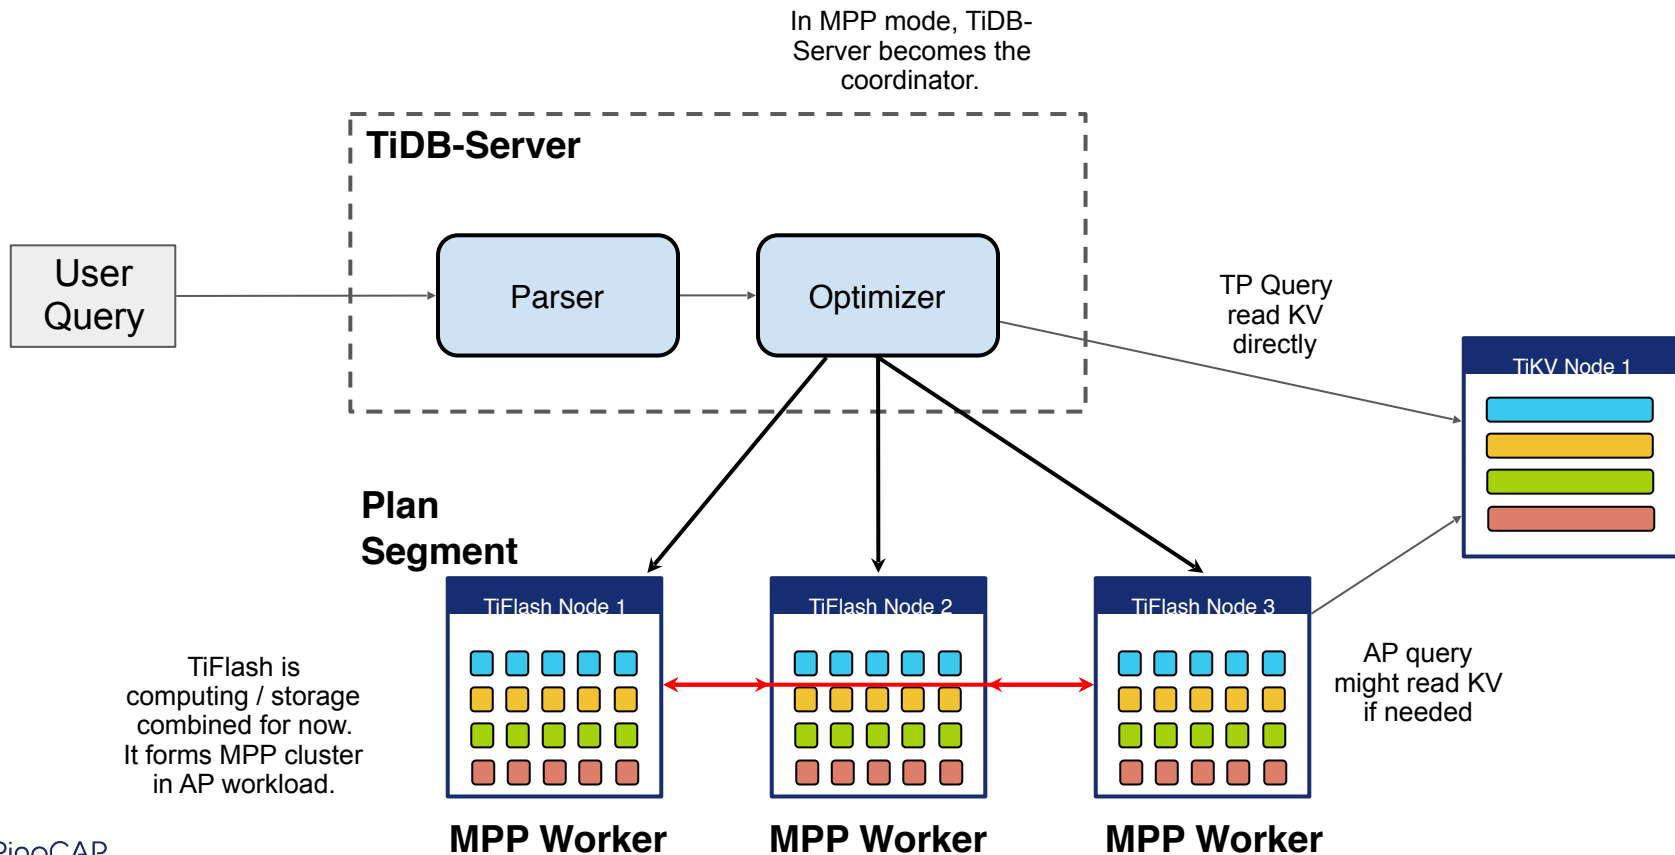 In MPP mode, TiDB-
Server becomes the
coordinator.
TiDB-Server
User
Query
Parser
Optimizer
TP Query
read KV
directly
TiKV Node 1
Plan
Segment
TiFlash Node 1
TiFlash Node 2
TiFlash Node 3
TiFlash is
computing / storage
combined for now.
It forms MPP cluster
in AP workload.
AP query
might read KV
if needed
MPP Worker
MPP Worker
MPP Worker
PingCAP